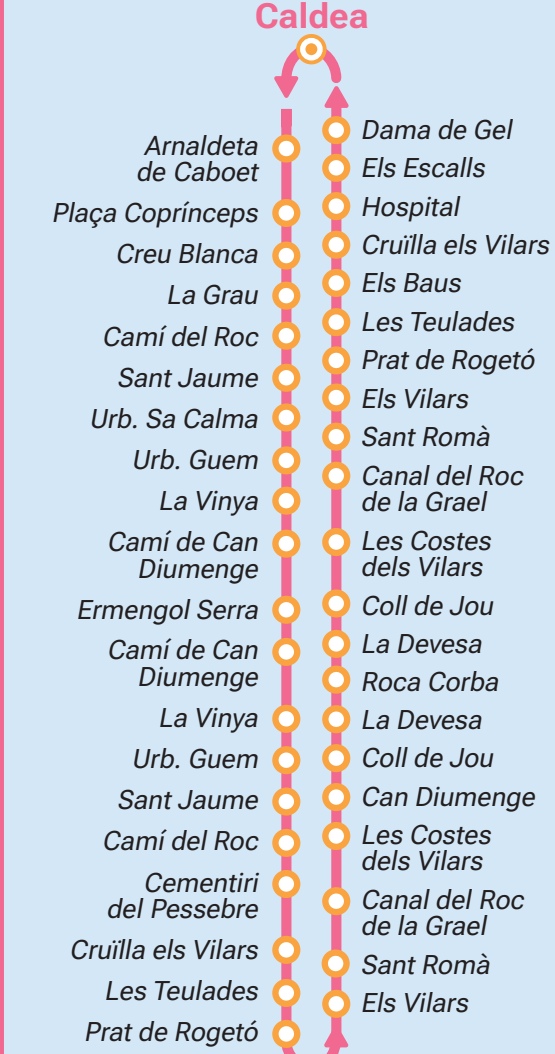 Caldea
Arnaldeta
de Caboet
Plaça Coprínceps
Creu Blanca
La Grau
Camí del Roc
Sant Jaume
Urb. Sa Calma
Urb. Guem
La Vinya
Camí de Can
Diumenge
Ermengol Serra
Camí de Can
Diumenge
La Vinya
Urb. Guem
Sant Jaume
Camí del Roc
Cementiri
del Pessebre
Cruïlla els Vilars
Les Teulades
Prat de Rogetó
Dama de Gel
Els Escalls
Hospital
Cruïlla els Vilars
Els Baus
Les Teulades
Prat de Rogetó
Els Vilars
Sant Romà
Canal del Roc
de la Grael
Les Costes
dels Vilars
Coll de Jou
La Devesa
Roca Corba
La Devesa
Coll de Jou
Can Diumenge
Les Costes
dels Vilars
Canal del Roc
de la Grael
Sant Romà
Els Vilars